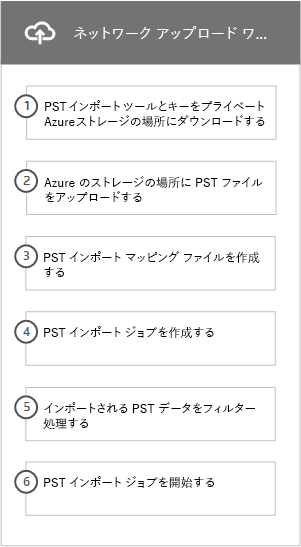 ネットワーク アップロード ワ...
1
PST インポート ツールとキーをプライベート
Azureストレージの場所にダウンロードする
2
Azure のストレージの場所に PST ファイル
をアップロードする
3
PST インポート マッピング ファイルを作成
する
4
PST インポート ジョブを作成する
5
インポートされる PST データをフィルター
処理する
6
PST インポート ジョブを開始する